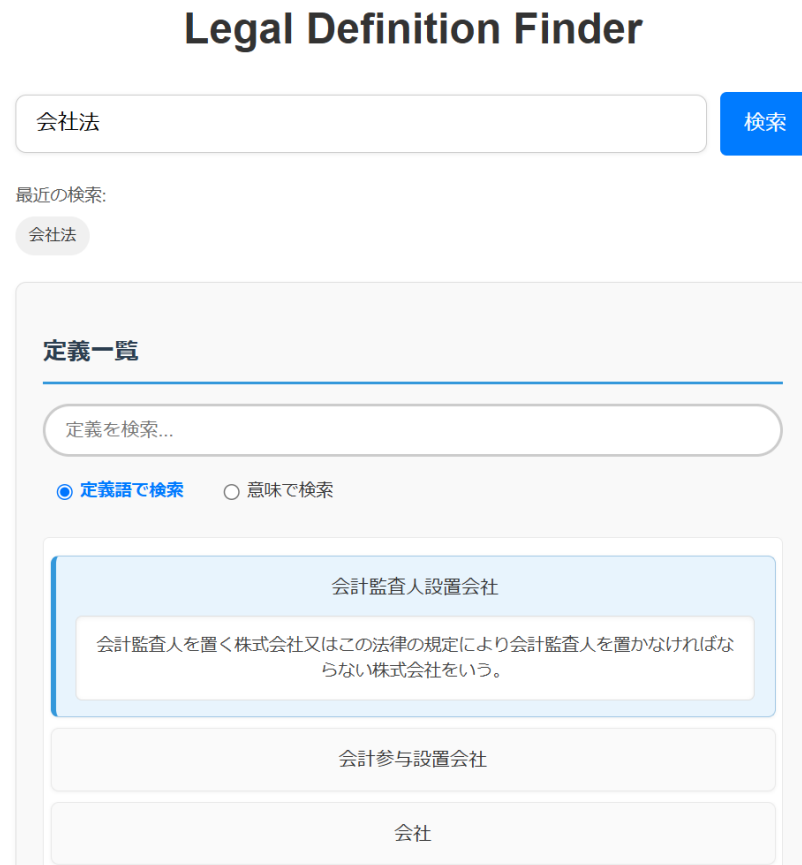 Legal Definition Finder
会社法
検索
最近の検索:
会社法
定義一覧
定義を検索...
定義語で検索
意味で検索
会計監査人設置会社
会計監査人を置く株式会社又はこの法律の規定により会計監査人を置かなければな
らない株式会社をいう。
会計参与設置会社
会社